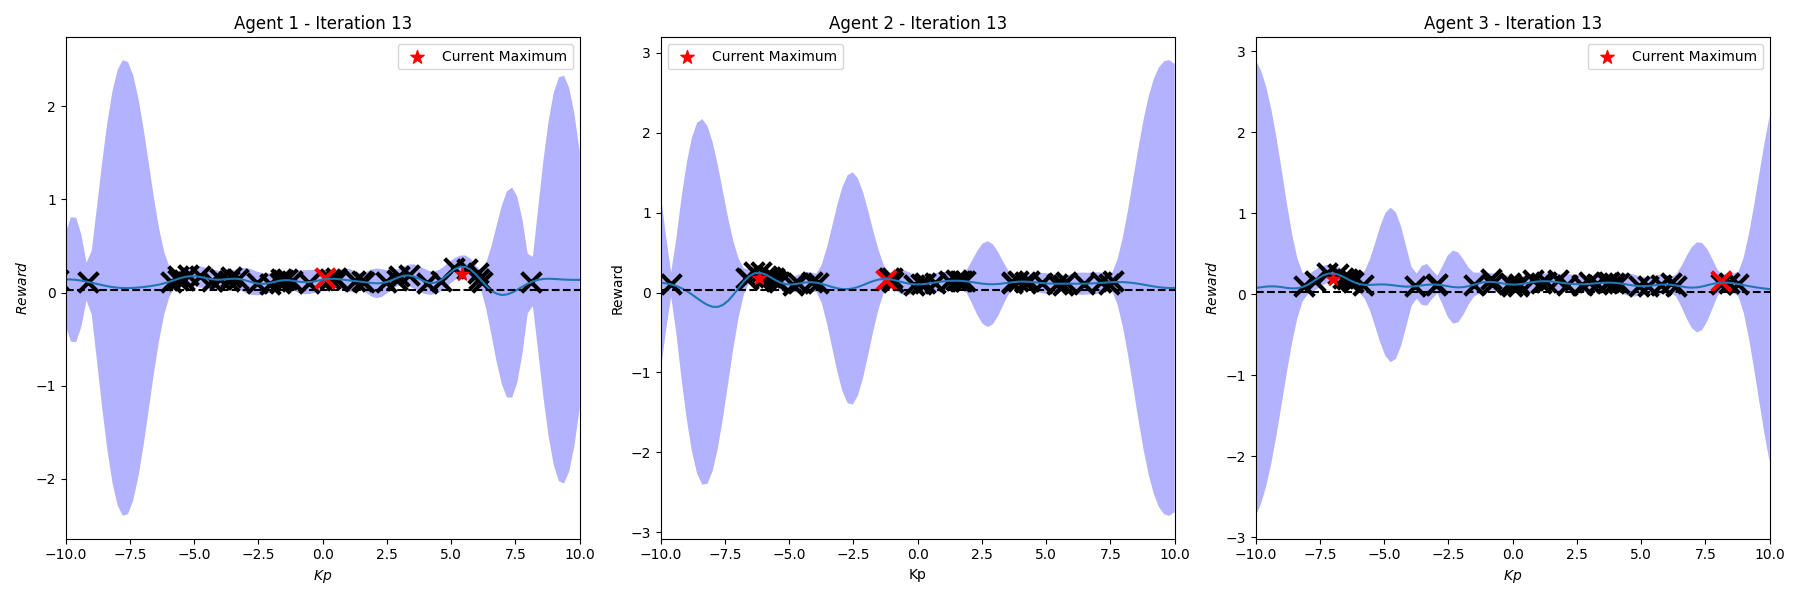 Agent 1 - Iteration 13
Current Maximum
2
1
0
−1
−2
Reward
−10.0 −7.5 −5.0 −2.5 0.0 2.5 5.0 7.5 10.0
Kp
Agent 2 - Iteration 13
Current Maximum
3
2
1
0
−1
−2
−3
Reward
−10.0 −7.5 −5.0 −2.5 0.0 2.5 5.0 7.5 10.0
Kp
Agent 3 - Iteration 13
Current Maximum
3
2
1
0
−1
−2
−3
Reward
−10.0 −7.5 −5.0 −2.5 0.0 2.5 5.0 7.5 10.0
Kp